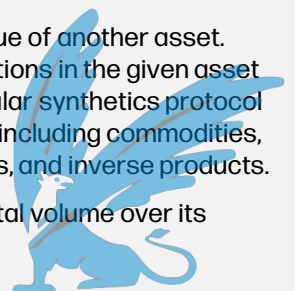 ue of another asset.
tions in the given asset
lar synthetics protocol
including commodities,
s, and inverse products.
tal volume over its